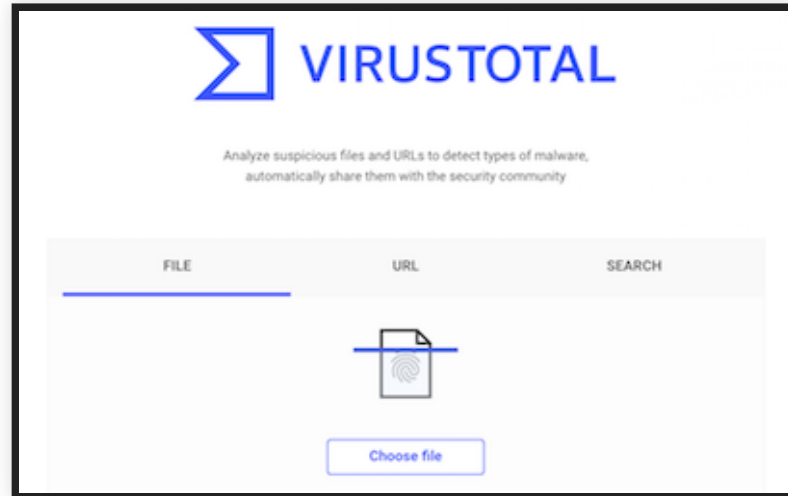 VIRUSTOTAL
Analyze suspicious files and URLs to detect types of malware,
automatically share them with the security community
FILE URL SEARCH
Choose file